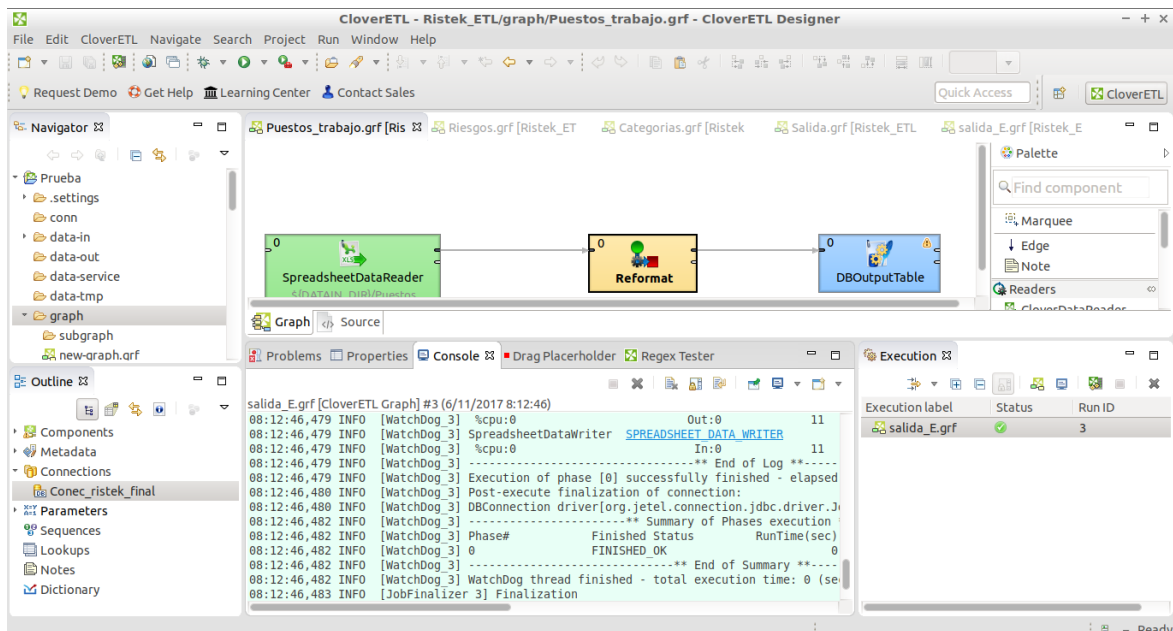 CloverETL - Ristek_ETL/graph/Puestos_trabajo.grf - CloverETL Designer
File Edit CloverETL Navigate Search Project Run Window Help
Request Demo Get Help Learning Center Contact Sales Quick Access CloverETL
Navigator
Prueba
.settings
conn
data-in
data-out
data-service
data-tmp
graph
subgraph
new-graph.grf
Puestos_trabajo.grf [Ris Riesgos.grf [Ristek_ET Categorias.grf [Ristek Salida.grf [Ristek_ETL salida_E.grf [Ristek_E
0
SpreadsheetDataReader
${DATAIN_DIR}/Puestos
0
Reformat
0
DBOutputTable
Palette
Find component
Marquee
Edge
Note
Readers
CloverDataReader
Graph Source
Outline
Components
Metadata
Connections
Conec_ristek_final
Parameters
Sequences
Lookups
Notes
Dictionary
Problems Properties Console Drag Placerholder Regex Tester
salida_E.grf [CloverETL Graph] #3 (6/11/2017 8:12:46)
08:12:46,479 INFO [WatchDog_3] %cpu:0 Out:0 11
08:12:46,479 INFO [WatchDog_3] SpreadsheetDataWriter SPREADSHEET_DATA_WRITER
08:12:46,479 INFO [WatchDog_3] %cpu:0 In:0 11
08:12:46,479 INFO [WatchDog_3] ---------------------------------** End of Log **-----
08:12:46,479 INFO [WatchDog_3] Execution of phase [0] successfully finished - elapsed
08:12:46,480 INFO [WatchDog_3] Post-execute finalization of connection:
08:12:46,480 INFO [WatchDog_3] DBConnection driver[org.jetel.connection.jdbc.driver.J
08:12:46,482 INFO [WatchDog_3] ----------------------** Summary of Phases execution
08:12:46,482 INFO [WatchDog_3] Phase# Finished Status RunTime(sec)
08:12:46,482 INFO [WatchDog_3] 0 FINISHED_OK 0
08:12:46,482 INFO [WatchDog_3] ------------------------------** End of Summary **----
08:12:46,482 INFO [WatchDog_3] WatchDog thread finished - total execution time: 0 (se
08:12:46,483 INFO [JobFinalizer 3] Finalization
Execution
Execution label Status Run ID
salida_E.grf 3
Ready